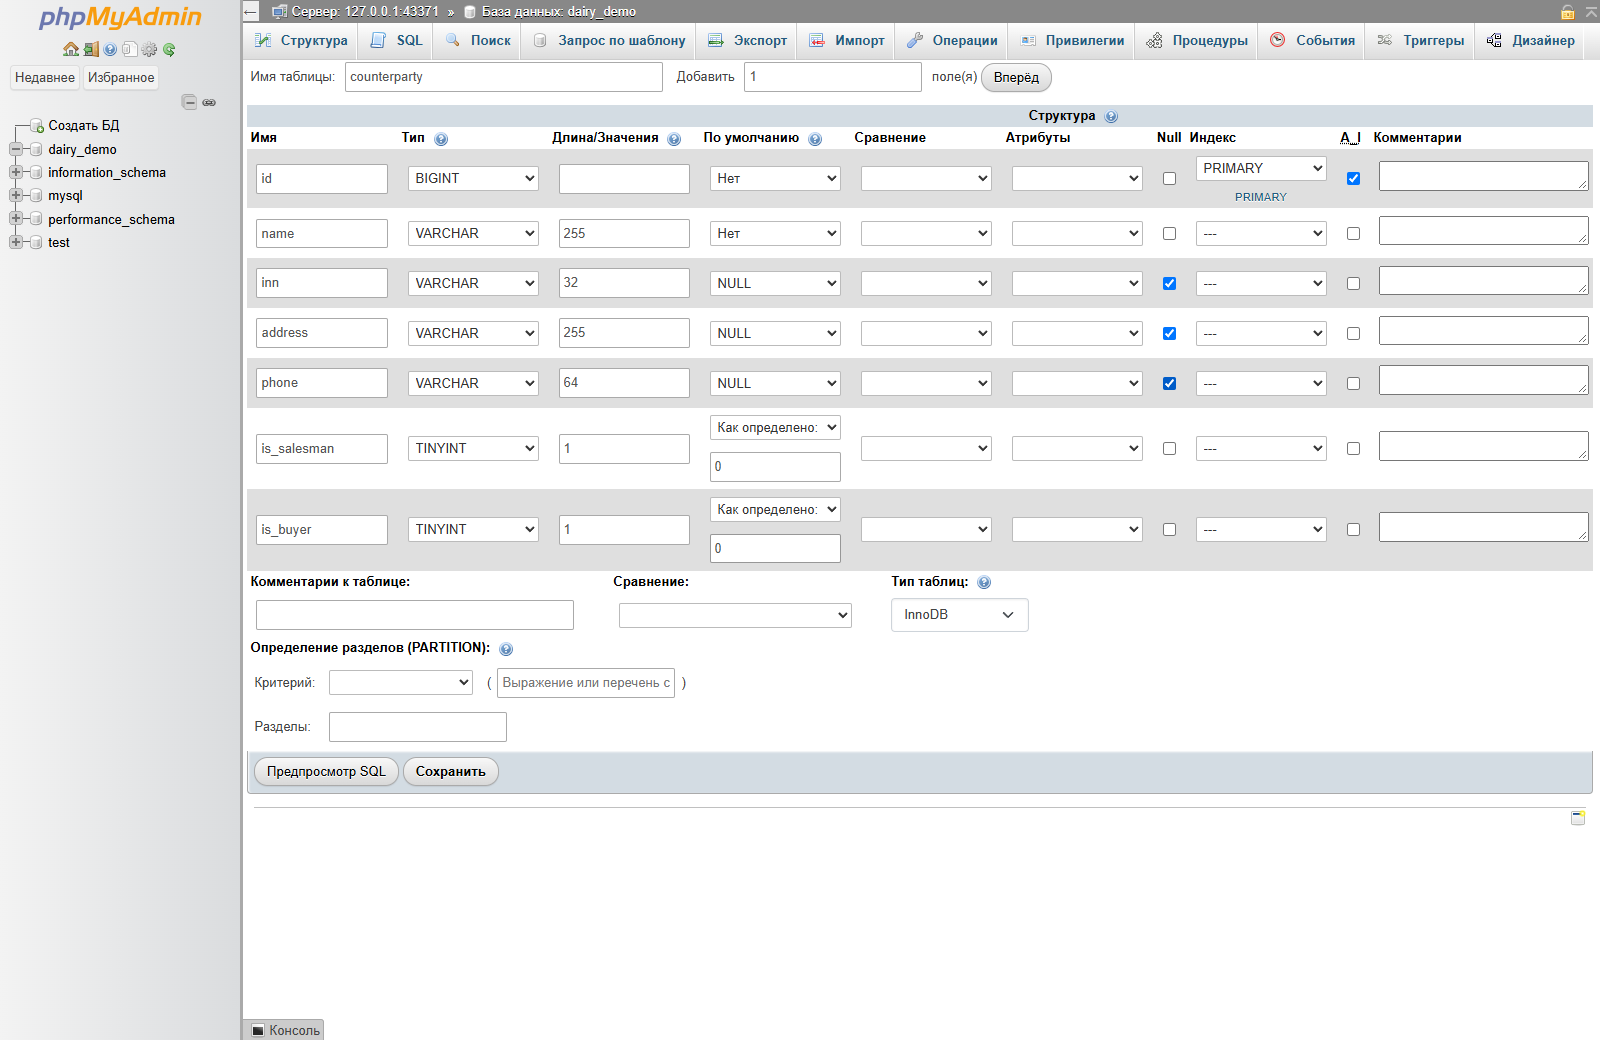 phpMyAdmin
Недавнее Избранное
Создать БД
dairy_demo
information_schema
mysql
performance_schema
test
Сервер: 127.0.0.1:43371 » База данных: dairy_demo
Структура SQL Поиск Запрос по шаблону Экспорт Импорт Операции Привилегии Процедуры События Триггеры Дизайнер
Имя таблицы: counterparty Добавить 1 поле(я) Вперёд
Структура
Имя Тип Длина/Значения По умолчанию Сравнение Атрибуты Null Индекс A_I Комментарии
id BIGINT Нет PRIMARY
PRIMARY
name VARCHAR 255 Нет ---
inn VARCHAR 32 NULL ---
address VARCHAR 255 NULL ---
phone VARCHAR 64 NULL ---
is_salesman TINYINT 1 Как определено: ---
0
is_buyer TINYINT 1 Как определено: ---
0
Комментарии к таблице: Сравнение: Тип таблиц:
InnoDB
Определение разделов (PARTITION):
Критерий: ( Выражение или перечень с )
Разделы:
Предпросмотр SQL Сохранить
Консоль